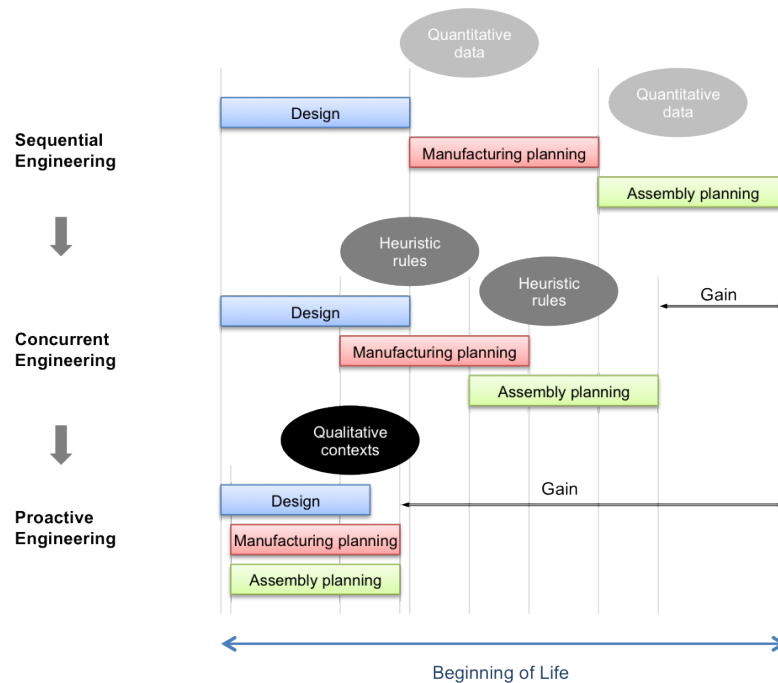 Quantitative
data
Quantitative
data
Design
Sequential
Engineering
Manufacturing planning
Assembly planning
Heuristic
rules
Heuristic
rules
Gain
Design
Concurrent
Engineering
Manufacturing planning
Assembly planning
Qualitative
contexts
Gain
Design
Proactive
Engineering
Manufacturing planning
Assembly planning
Beginning of Life